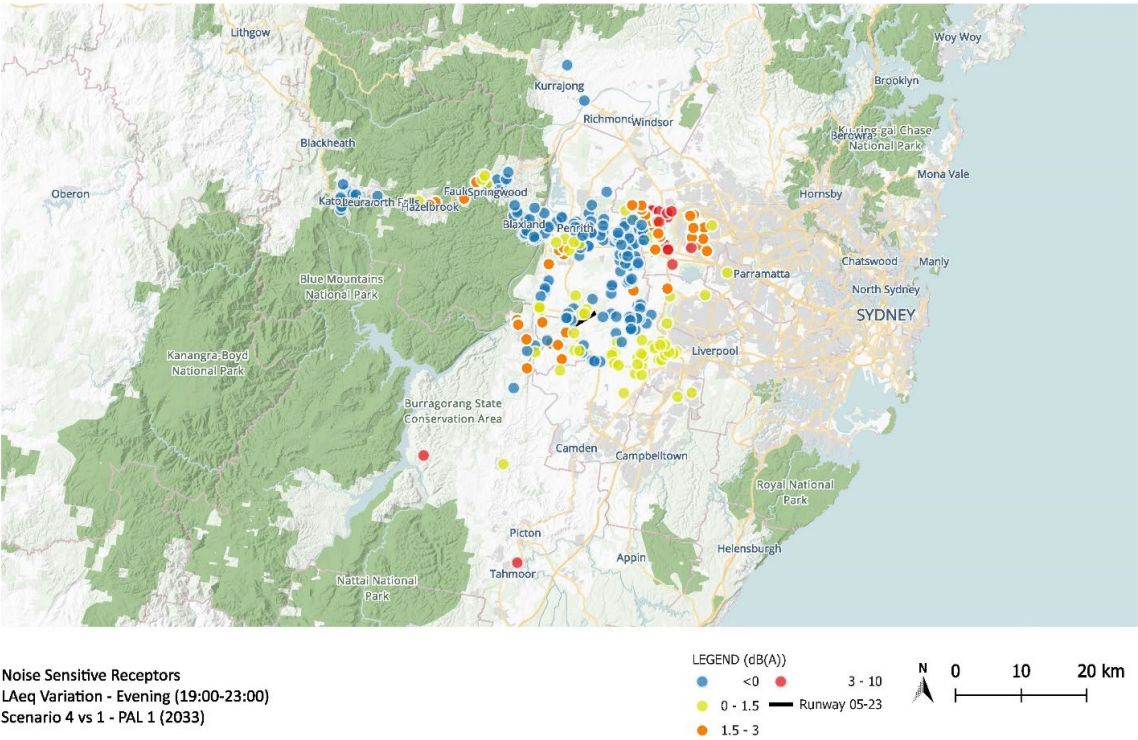 Lithgow
Woy Woy
Kurrajong
Brooklyn
Richmond
Windsor
Blackheath
Berowra
Ku-ring-gai Chase
National Park
Mona Vale
Oberon
Springwood
Hornsby
Hazelbrook
Blaxland
Penrith
Chatswood
Manly
Parramatta
Blue Mountains
National Park
North Sydney
SYDNEY
Kanangra-Boyd
National Park
Liverpool
Burragorang State
Conservation Area
Camden
Campbelltown
Royal National
Park
Picton
Appin
Helensburgh
Tahmoor
Nattai National
Park
Noise Sensitive Receptors
LAeq Variation - Evening (19:00-23:00)
Scenario 4 vs 1 - PAL 1 (2033)
LEGEND (dB(A))
<0
3 - 10
0 - 1.5
Runway 05-23
1.5 - 3
N
0 10 20 km